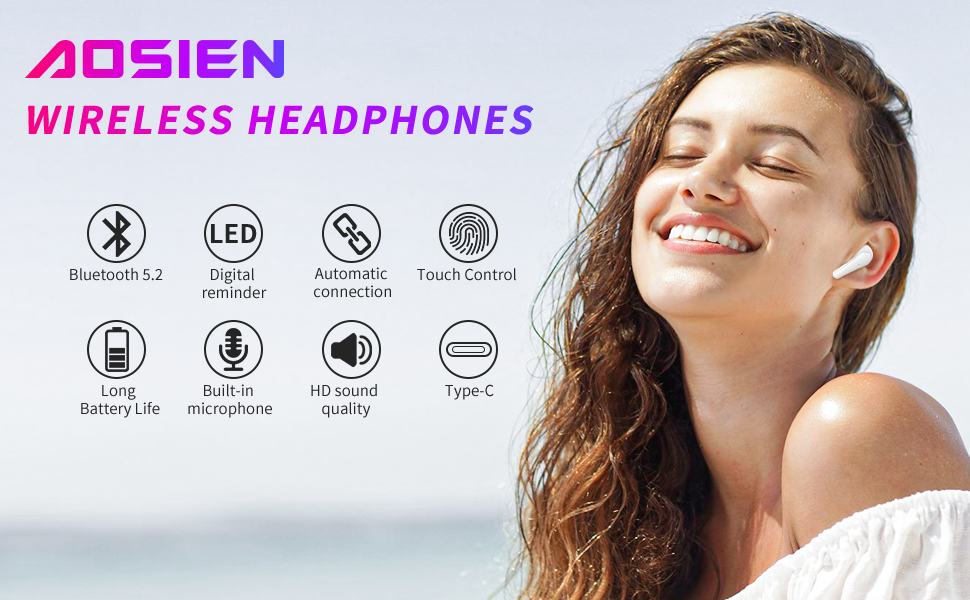 AOSIEN
WIRELESS HEADPHONES
Bluetooth 5.2
LED
Digital
reminder
Automatic
connection
Touch Control
Long
Battery Life
Built-in
microphone
HD sound
quality
Type-C